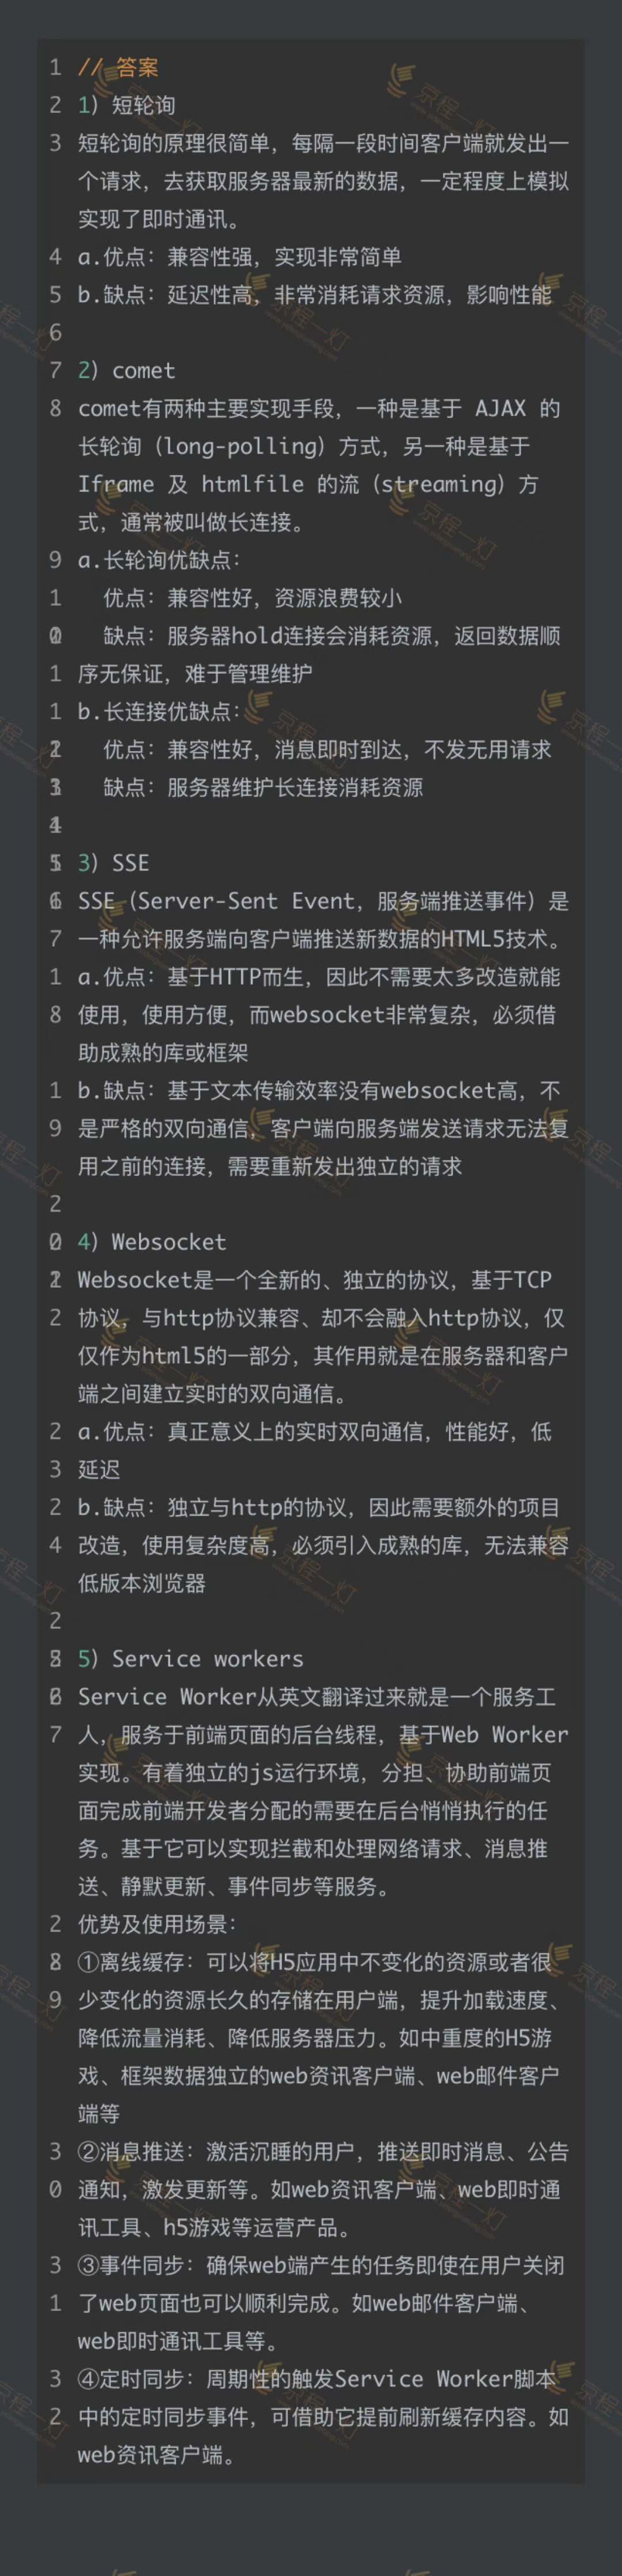 1 // 答案
2 1) 短轮询
3 短轮询的原理很简单，每隔一段时间客户端就发出一
个请求，去获取服务器最新的数据，一定程度上模拟
实现了即时通讯。
4 a.优点：兼容性强，实现非常简单
5 b.缺点：延迟性高，非常消耗请求资源，影响性能
6
7 2) comet
8 comet有两种主要实现手段，一种是基于 AJAX 的
长轮询（long-polling）方式，另一种是基于
Iframe 及 htmlfile 的流（streaming）方
式，通常被叫做长连接。
9 a.长轮询优缺点：
1 优点：兼容性好，资源浪费较小
缺点：服务器hold连接会消耗资源，返回数据顺
1 序无保证，难于管理维护
1 b.长连接优缺点：
优点：兼容性好，消息即时到达，不发无用请求
缺点：服务器维护长连接消耗资源
3) SSE
SSE（Server-Sent Event，服务端推送事件）是
7 一种允许服务端向客户端推送新数据的HTML5技术。
1 a.优点：基于HTTP而生，因此不需要太多改造就能
8 使用，使用方便，而websocket非常复杂，必须借
助成熟的库或框架
1 b.缺点：基于文本传输效率没有websocket高，不
9 是严格的双向通信，客户端向服务端发送请求无法复
用之前的连接，需要重新发出独立的请求
2
4) Websocket
Websocket是一个全新的、独立的协议，基于TCP
2 协议，与http协议兼容、却不会融入http协议，仅
仅作为html5的一部分，其作用就是在服务器和客户
端之间建立实时的双向通信。
2 a.优点：真正意义上的实时双向通信，性能好，低
3 延迟
2 b.缺点：独立与http的协议，因此需要额外的项目
4 改造，使用复杂度高，必须引入成熟的库，无法兼容
低版本浏览器
2
5) Service workers
Service Worker从英文翻译过来就是一个服务工
7 人，服务于前端页面的后台线程，基于Web Worker
实现。有着独立的js运行环境，分担、协助前端页
面完成前端开发者分配的需要在后台悄悄执行的任
务。基于它可以实现拦截和处理网络请求、消息推
送、静默更新、事件同步等服务。
2 优势及使用场景：
①离线缓存：可以将H5应用中不变化的资源或者很
9 少变化的资源长久的存储在用户端，提升加载速度、
降低流量消耗、降低服务器压力。如中重度的H5游
戏、框架数据独立的web资讯客户端、web邮件客户
端等
3 ②消息推送：激活沉睡的用户，推送即时消息、公告
0 通知，激发更新等。如web资讯客户端、web即时通
讯工具、h5游戏等运营产品。
3 ③事件同步：确保web端产生的任务即使在用户关闭
1 了web页面也可以顺利完成。如web邮件客户端、
web即时通讯工具等。
3 ④定时同步：周期性的触发Service Worker脚本
2 中的定时同步事件，可借助它提前刷新缓存内容。如
web资讯客户端。
京程一灯